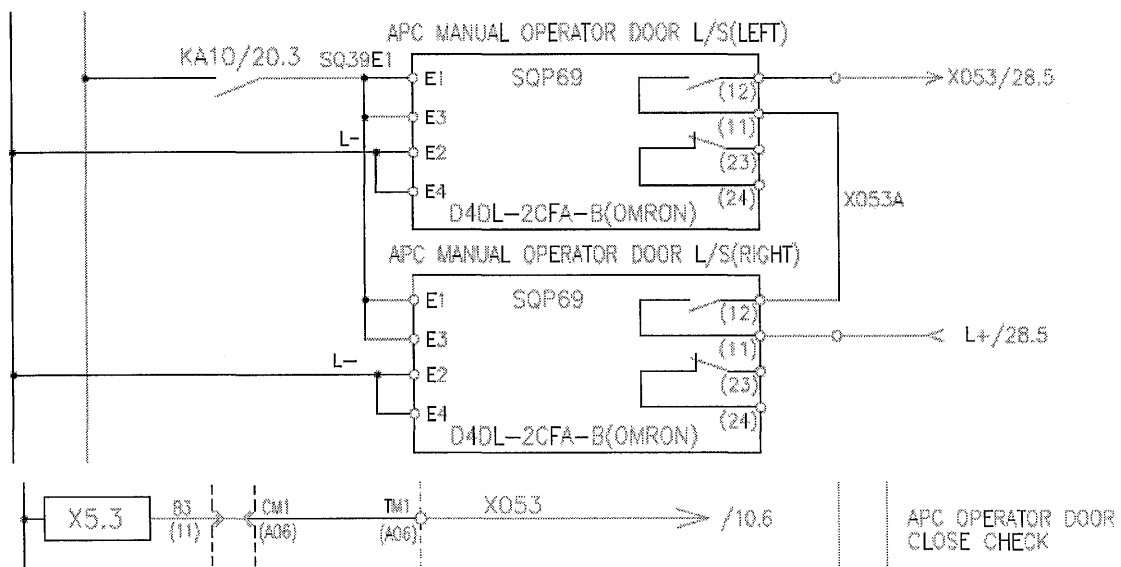 APC MANUAL OPERATOR DOOR L/S(LEFT)
KA10/20.3
SQ39E1
E1
SQP69
(12)
X053/28.5
E3
(11)
L-
E2
(23)
E4
(24)
X053A
D4DL-2CFA-B(OMRON)
APC MANUAL OPERATOR DOOR L/S(RIGHT)
E1
SQP69
(12)
E3
(11)
L+/28.5
L-
E2
(23)
E4
(24)
D4DL-2CFA-B(OMRON)
X5.3
B3
(11)
CM1
(A06)
TM1
(A06)
X053
/10.6
APC OPERATOR DOOR
CLOSE CHECK